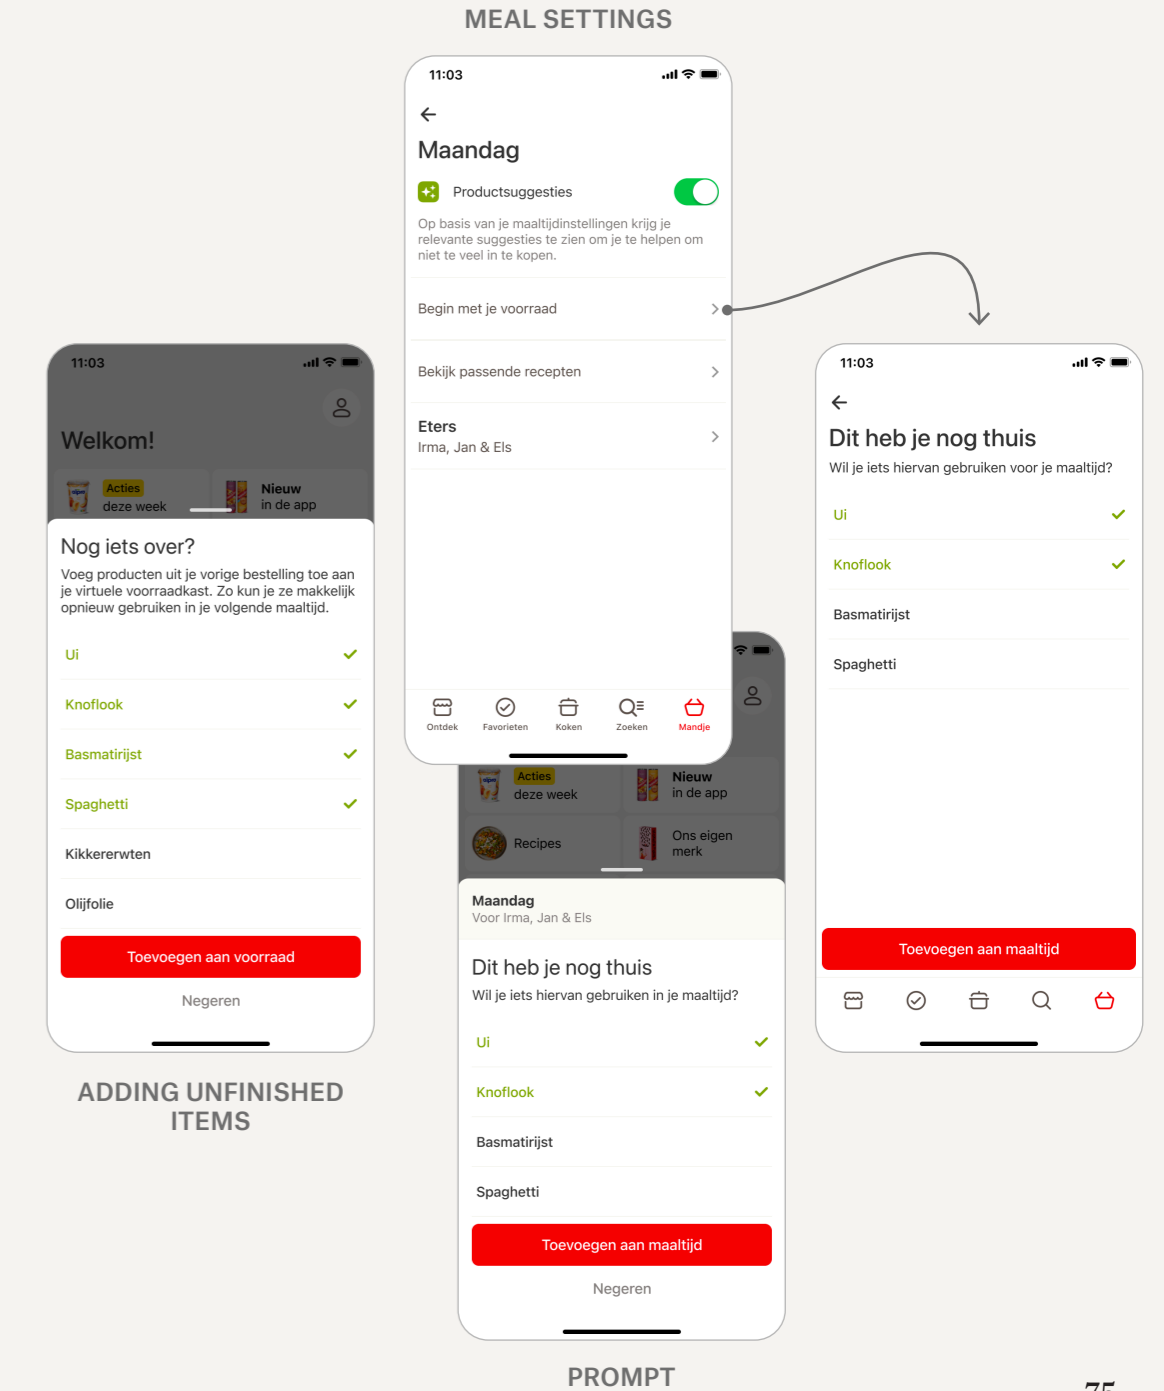 MEAL SETTINGS
11:03
Maandag
Productsuggesties
Op basis van je maaltijdinstellingen krijg je
relevante suggesties te zien om je te helpen om
niet te veel in te kopen.
Begin met je voorraad
Bekijk passende recepten
Eters
Irma, Jan & Els
Ontdek
Favorieten
Koken
Zoeken
Mandje
11:03
Welkom!
Acties
deze week
Nieuw
in de app
Nog iets over?
Voeg producten uit je vorige bestelling toe aan
je virtuele voorraadkast. Zo kun je ze makkelijk
opnieuw gebruiken in je volgende maaltijd.
Ui
Knoflook
Basmatirijst
Spaghetti
Kikkererwten
Olijfolie
Toevoegen aan voorraad
Negeren
ADDING UNFINISHED
ITEMS
Acties
deze week
Nieuw
in de app
Recipes
Ons eigen
merk
Maandag
Voor Irma, Jan & Els
Dit heb je nog thuis
Wil je iets hiervan gebruiken in je maaltijd?
Ui
Knoflook
Basmatirijst
Spaghetti
Toevoegen aan maaltijd
Negeren
PROMPT
11:03
Dit heb je nog thuis
Wil je iets hiervan gebruiken voor je maaltijd?
Ui
Knoflook
Basmatirijst
Spaghetti
Toevoegen aan maaltijd
75